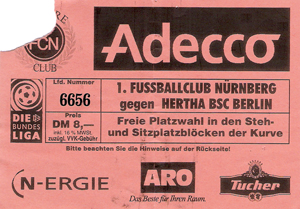 FCN
CLUB
Adecco
Lfd. Nummer
6656
1. FUSSBALLCLUB NÜRNBERG
gegen HERTHA BSC BERLIN
DIE
BUNDES
LIGA
Preis
DM 8,—
inkl. 16 % MWSt.
zuzügl. VVK-Gebühr
Freie Platzwahl in den Steh-
und Sitzplatzblöcken der Kurve
Bitte beachten Sie die Hinweise auf der Rückseite!
N-ERGIE
ARO
Das Beste für Ihren Raum.
Tucher